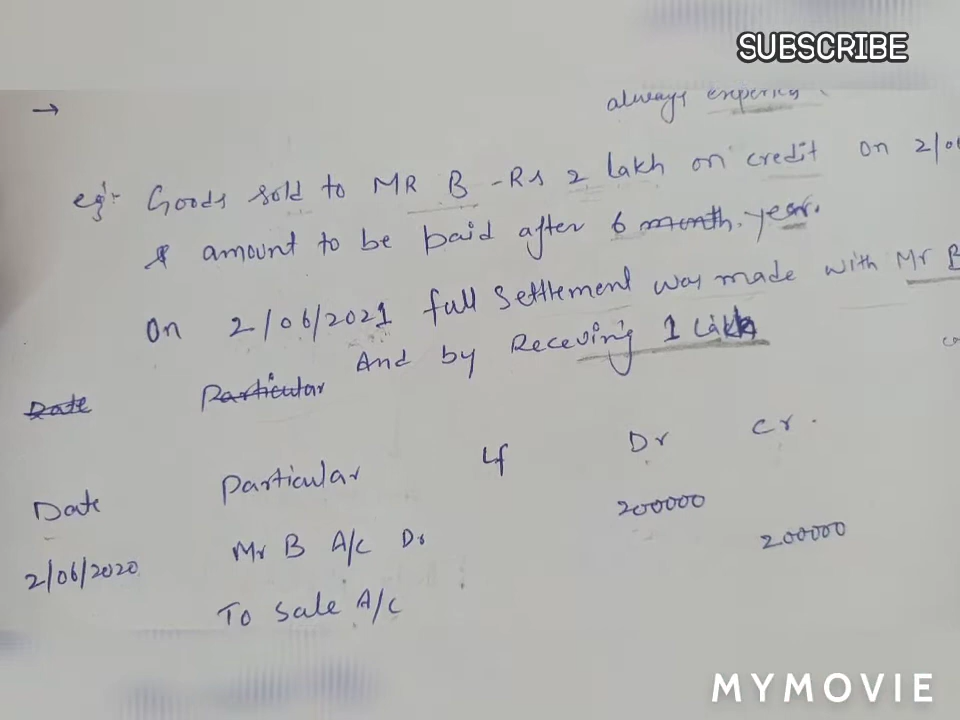 SUBSCRIBE
→ always
eg:- Goods sold to MR B -Rs 2 lakh on credit on 2/0
& amount to be paid after 6 month. year.
On 2/06/2021 full settlement was made with Mr B
And by Receving 1 Lakh
Date Particular
Date Particular Lf Dr Cr.
2/06/2020 Mr B A/c Dr 200000
To Sale A/c 200000
MYMOVIE